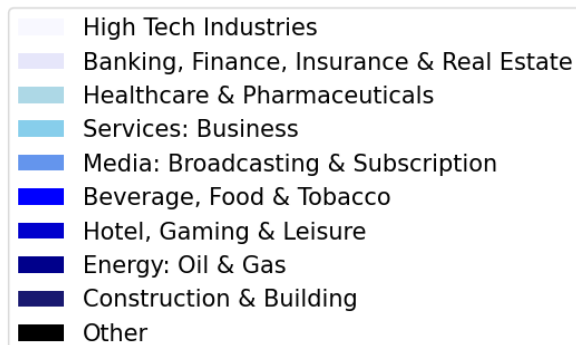 High Tech Industries
Banking, Finance, Insurance & Real Estate
Healthcare & Pharmaceuticals
Services: Business
Media: Broadcasting & Subscription
Beverage, Food & Tobacco
Hotel, Gaming & Leisure
Energy: Oil & Gas
Construction & Building
Other